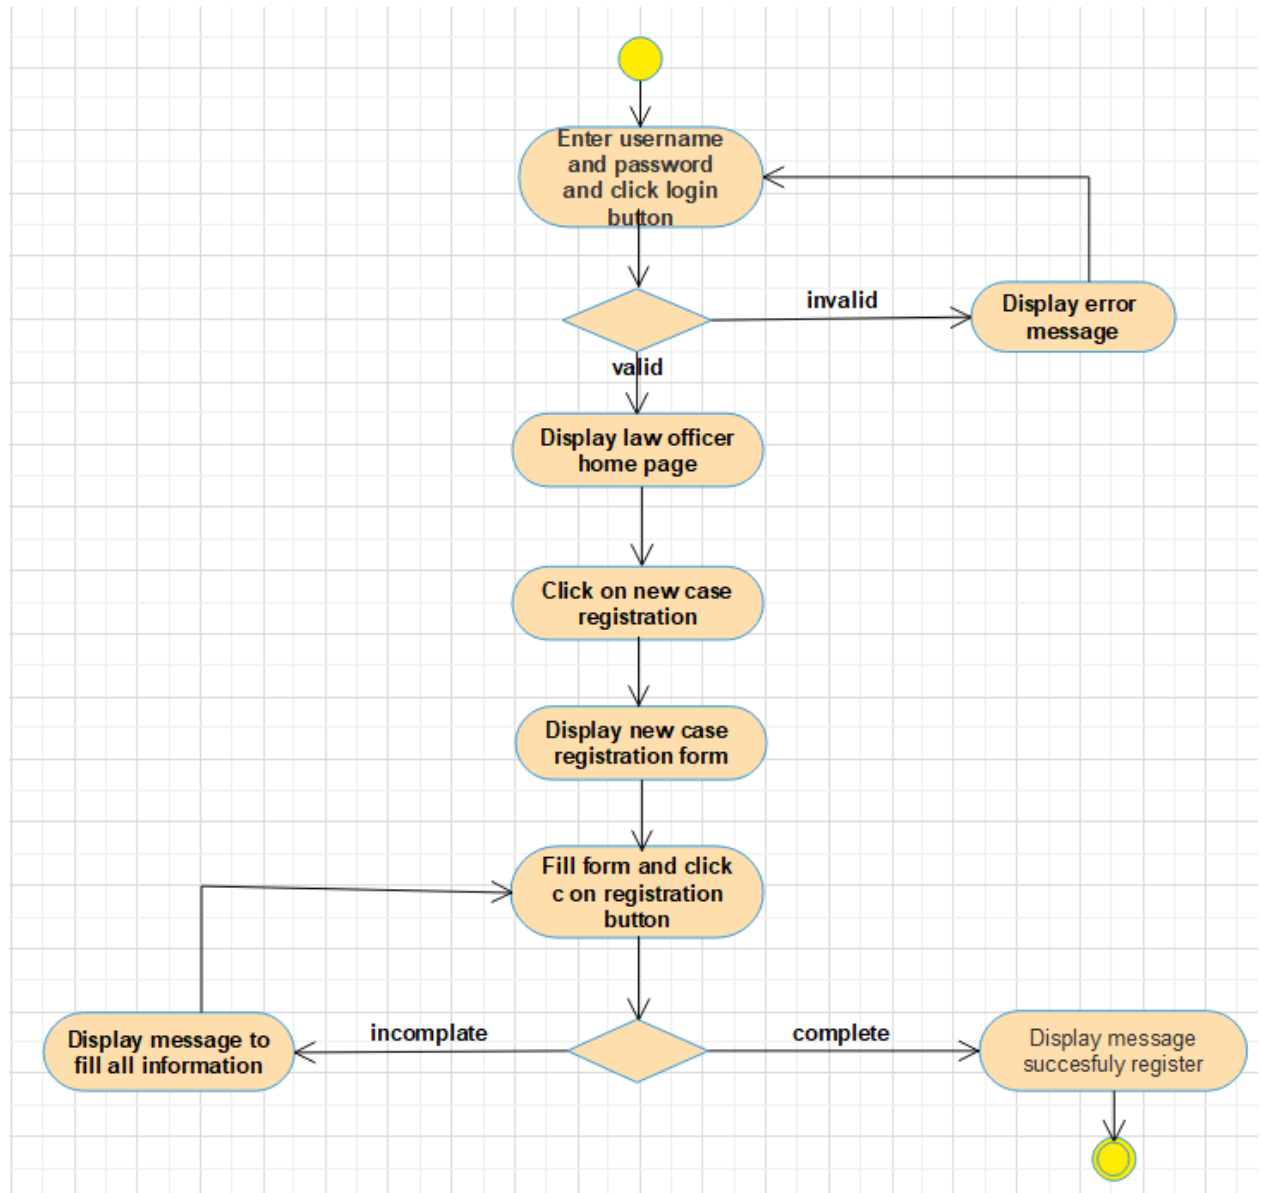 Enter username
and password
and click login
button
invalid
Display error
message
valid
Display law officer
home page
Click on new case
registration
Display new case
registration form
Fill form and click
c on registration
button
incomplate
complete
Display message to
fill all information
Display message
succesfuly register